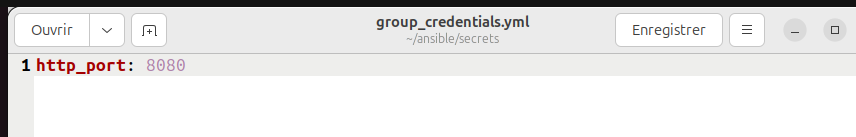 Ouvrir
group_credentials.yml
~/ansible/secrets
Enregistrer
1 http_port: 8080